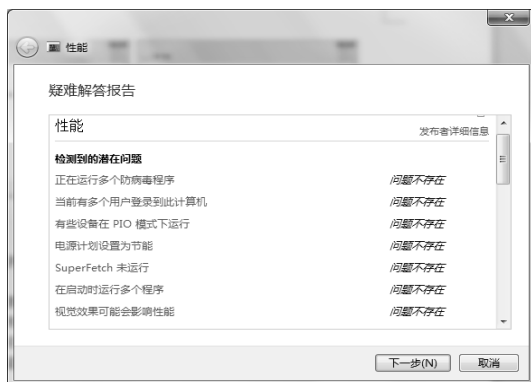 性能
疑难解答报告
性能
发布者详细信息
检测到的潜在问题
正在运行多个防病毒程序 问题不存在
当前有多个用户登录到此计算机 问题不存在
有些设备在 PIO 模式下运行 问题不存在
电源计划设置为节能 问题不存在
SuperFetch 未运行 问题不存在
在启动时运行多个程序 问题不存在
视觉效果可能会影响性能 问题不存在
下一步(N) 取消